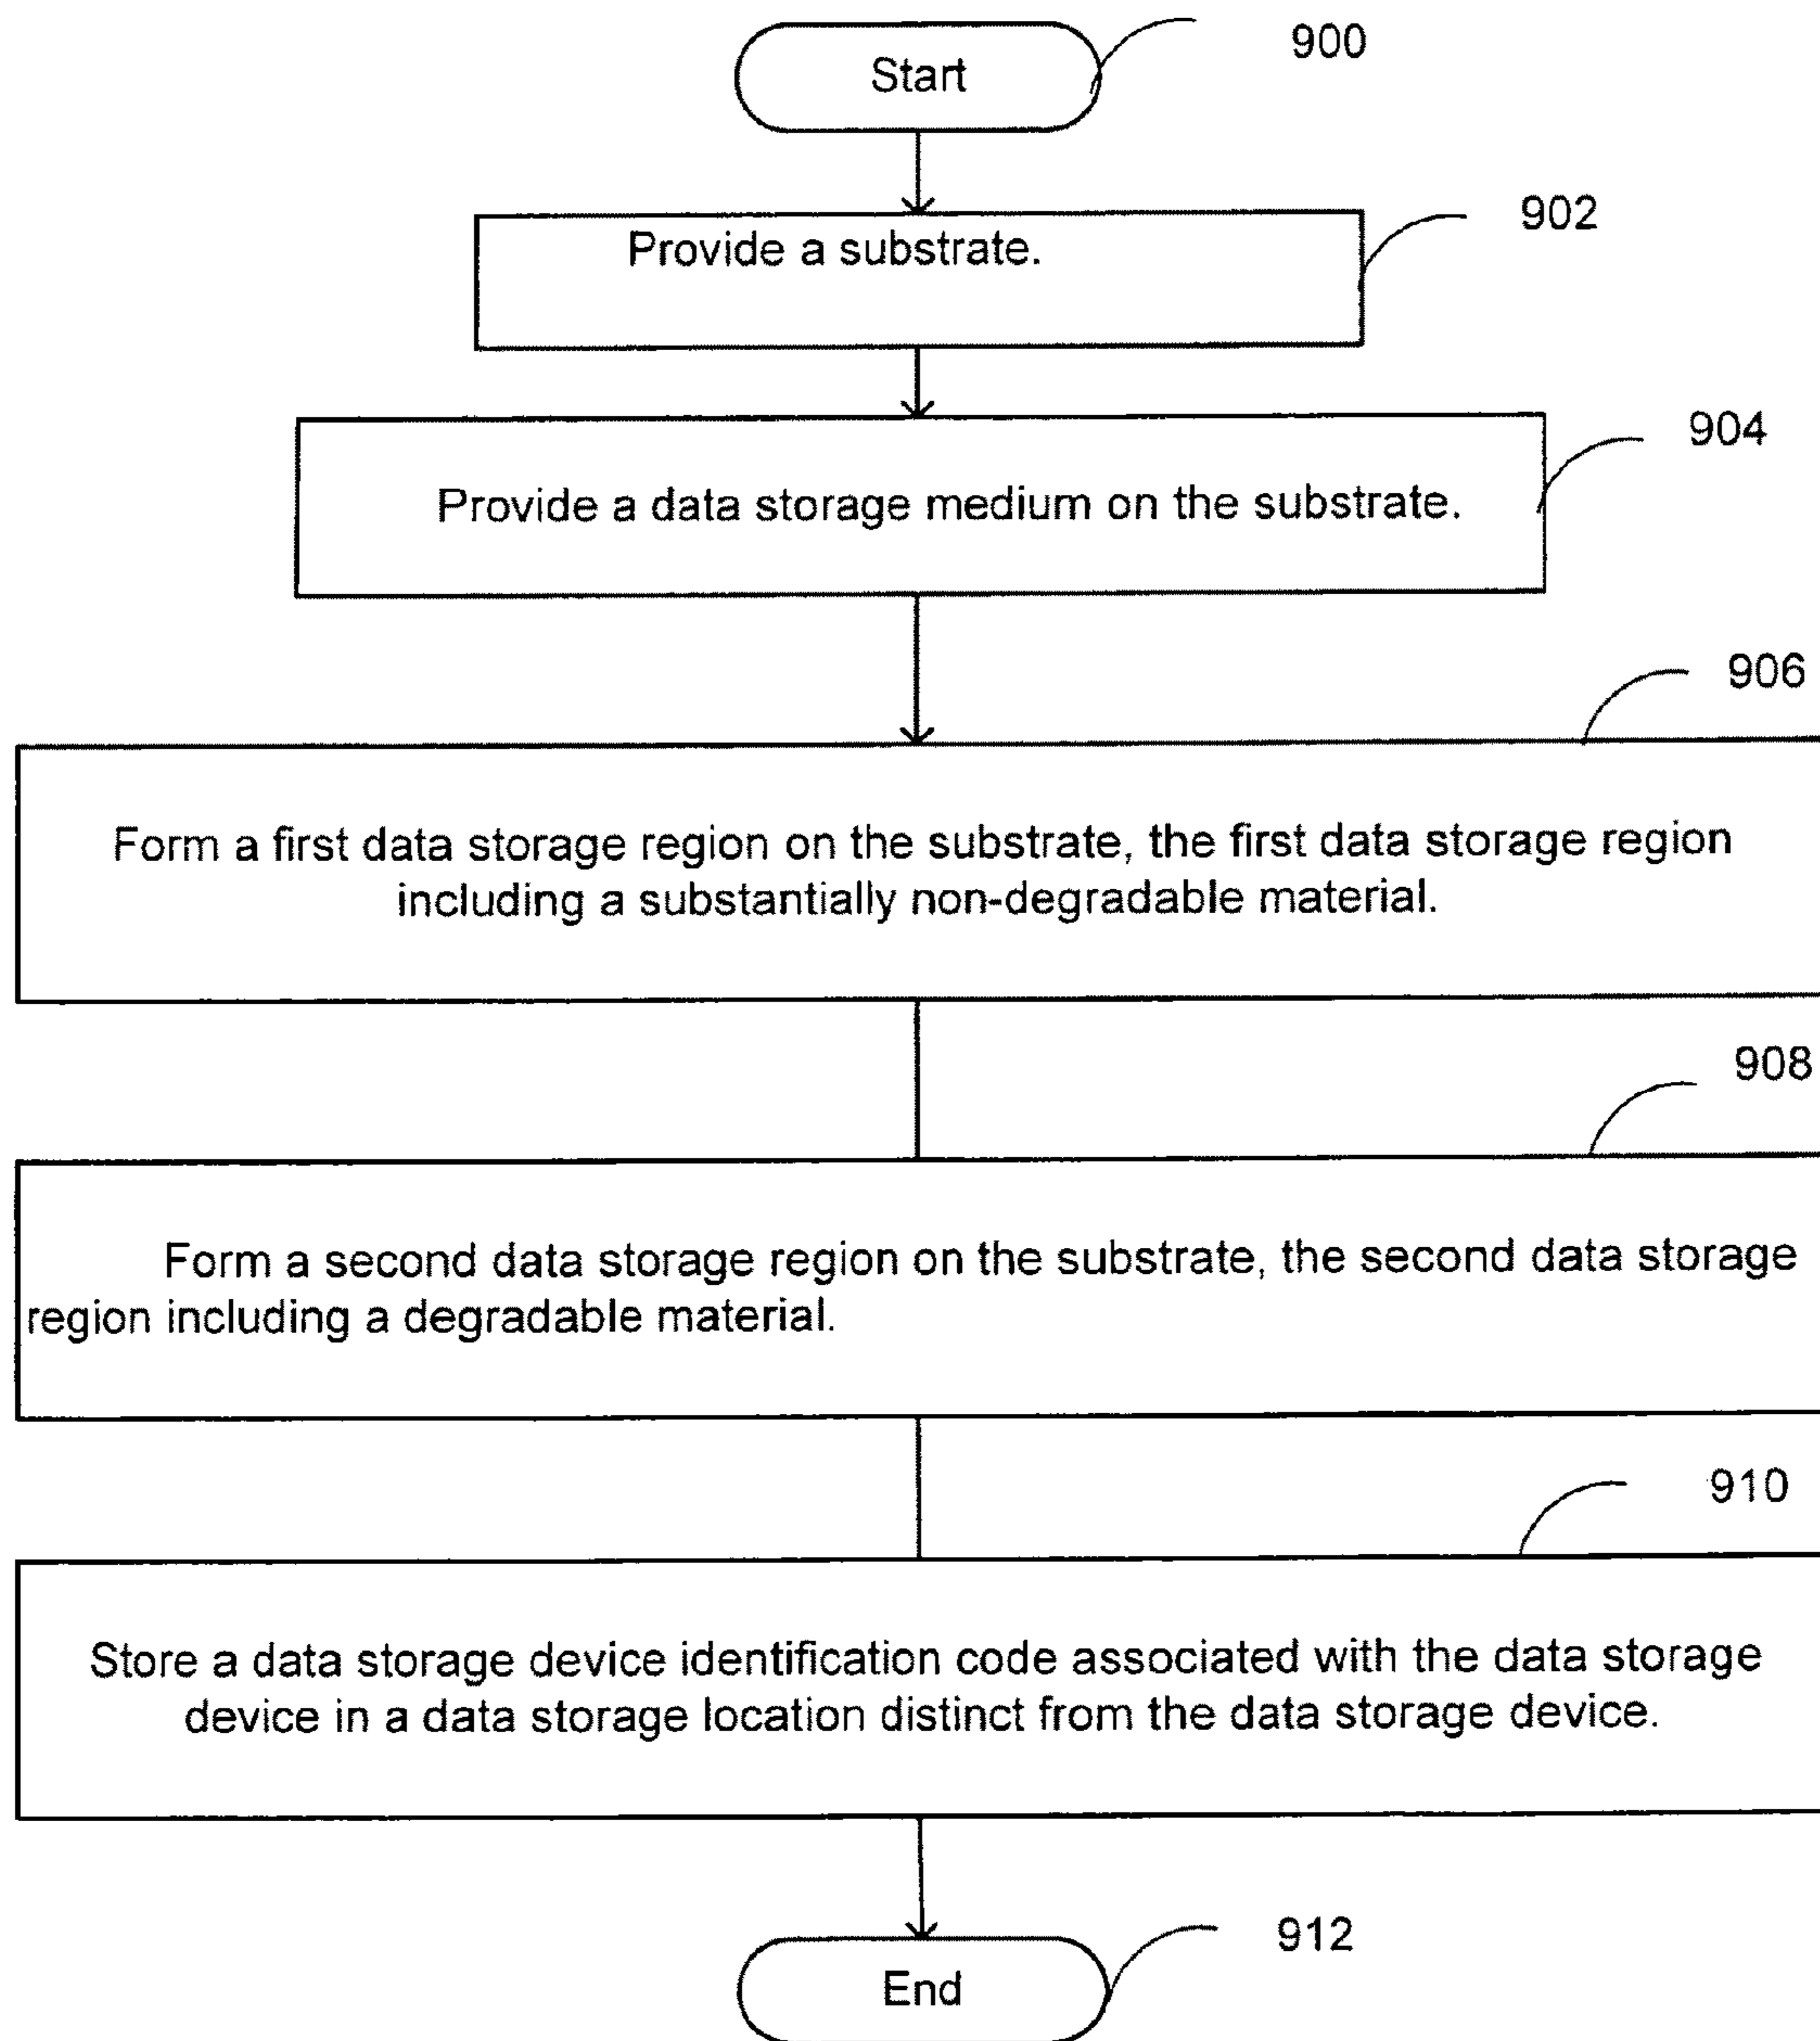 Start
900
Provide a substrate.
902
Provide a data storage medium on the substrate.
904
906
Form a first data storage region on the substrate, the first data storage region
including a substantially non-degradable material.
908
Form a second data storage region on the substrate, the second data storage
region including a degradable material.
910
Store a data storage device identification code associated with the data storage
device in a data storage location distinct from the data storage device.
912
End